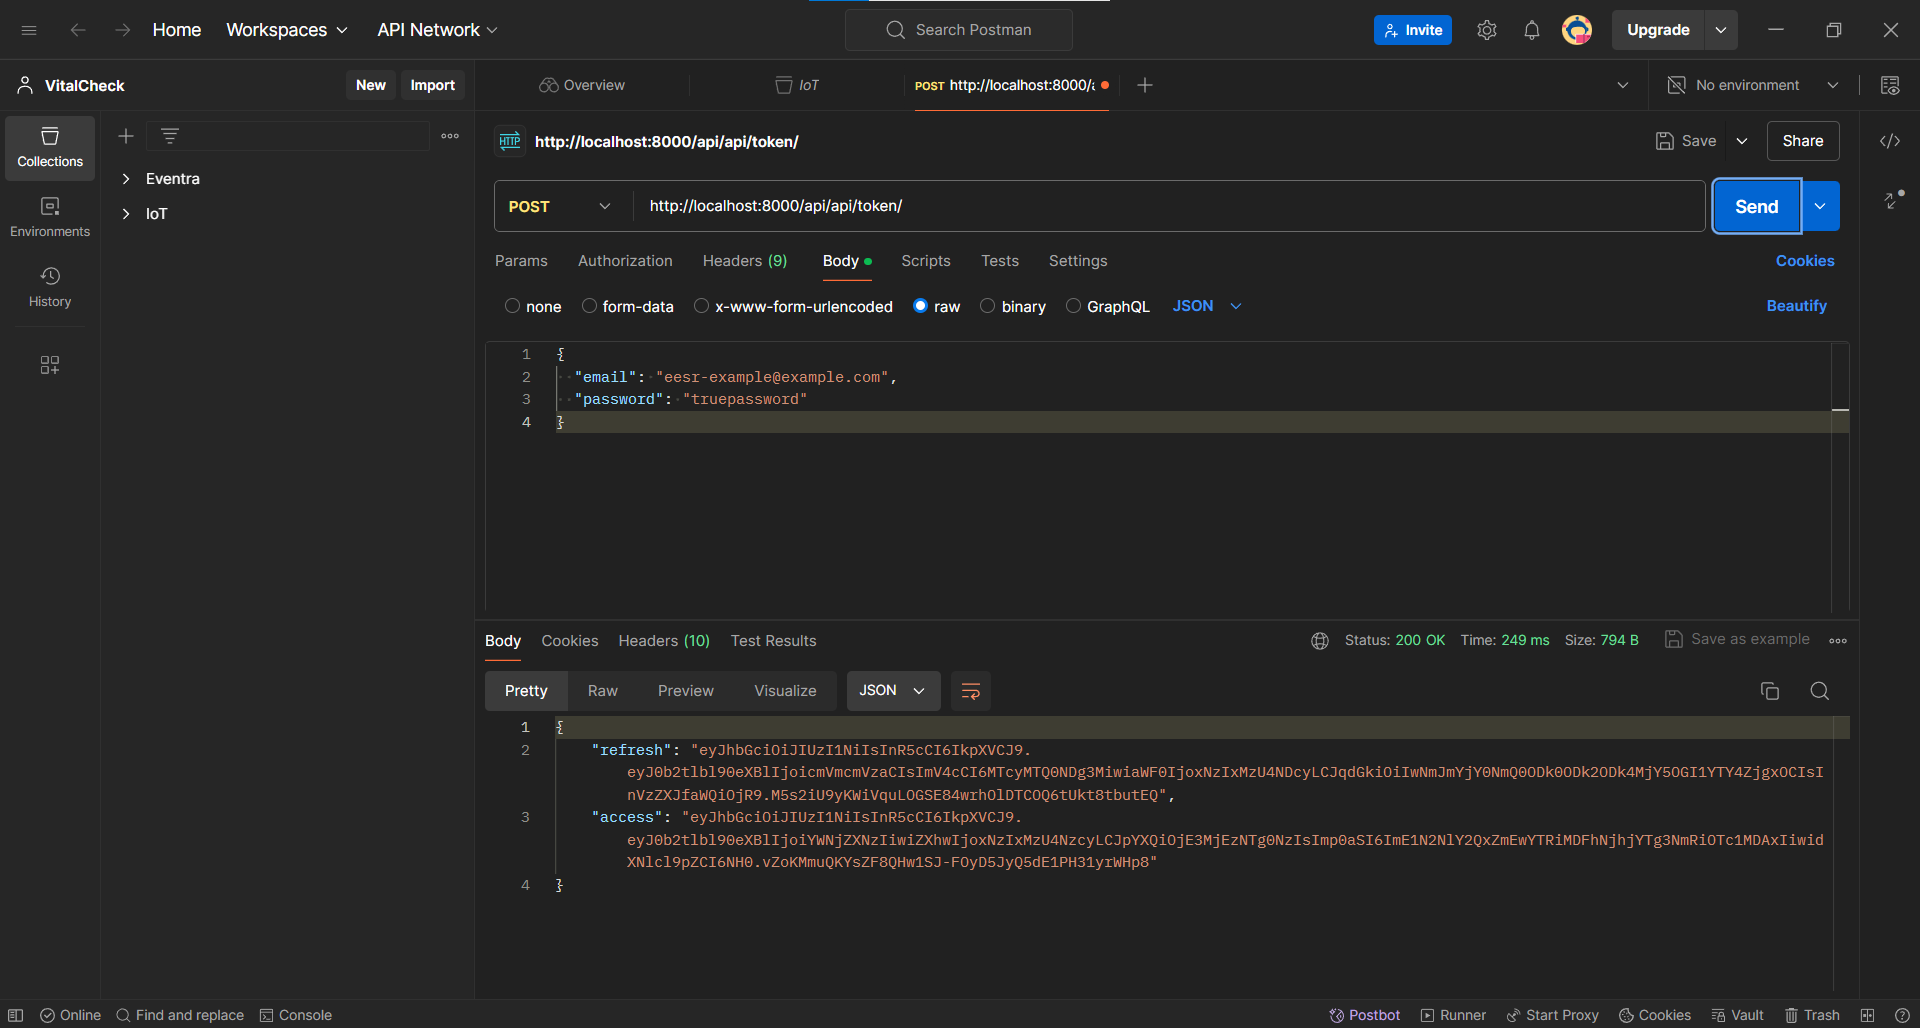 Home Workspaces API Network Search Postman Invite Upgrade
VitalCheck New Import Overview IoT POST http://localhost:8000/ No environment
Collections
Environments
History
Eventra
IoT
HTTP http://localhost:8000/api/api/token/ Save Share
POST http://localhost:8000/api/api/token/ Send
Params Authorization Headers (9) Body Scripts Tests Settings Cookies
none form-data x-www-form-urlencoded raw binary GraphQL JSON Beautify
1 {
2 "email": "eesr-example@example.com",
3 "password": "truepassword"
4 }
Body Cookies Headers (10) Test Results Status: 200 OK Time: 249 ms Size: 794 B Save as example
Pretty Raw Preview Visualize JSON
1 {
2 "refresh": "eyJhbGciOiJIUzI1NiIsInR5cCI6IkpXVCJ9.
eyJ0b2tlbl90eXBlIjoicmVmcmVzaCIsImV4cCI6MTcyMTQ0NDg3MiwiaWF0IjoxNzIxMzU4NDcyLCJqdGkiOiIwNmJmYjY0NmQ0ODk0ODk2ODk4MjY5OGI1YTY4ZjgxOCIsI
nVzZXJfaWQiOjR9.M5s2iU9yKWiVquLOGSE84wrhOlDTCOQ6tUkt8tbutEQ",
3 "access": "eyJhbGciOiJIUzI1NiIsInR5cCI6IkpXVCJ9.
eyJ0b2tlbl90eXBlIjoiYWNjZXNzIiwiZXhwIjoxNzIxMzU4NzcyLCJpYXQiOjE3MjEzNTg0NzIsImp0aSI6ImE1N2NlY2QxZmEwYTRiMDFhNjhjYTg3NmRiOTc1MDAxIiwid
XNlcl9pZCI6NH0.vZoKMmuQKYsZF8QHw1SJ-FOyD5JyQ5dE1PH31yrWHp8"
4 }
Online Find and replace Console Postbot Runner Start Proxy Cookies Vault Trash